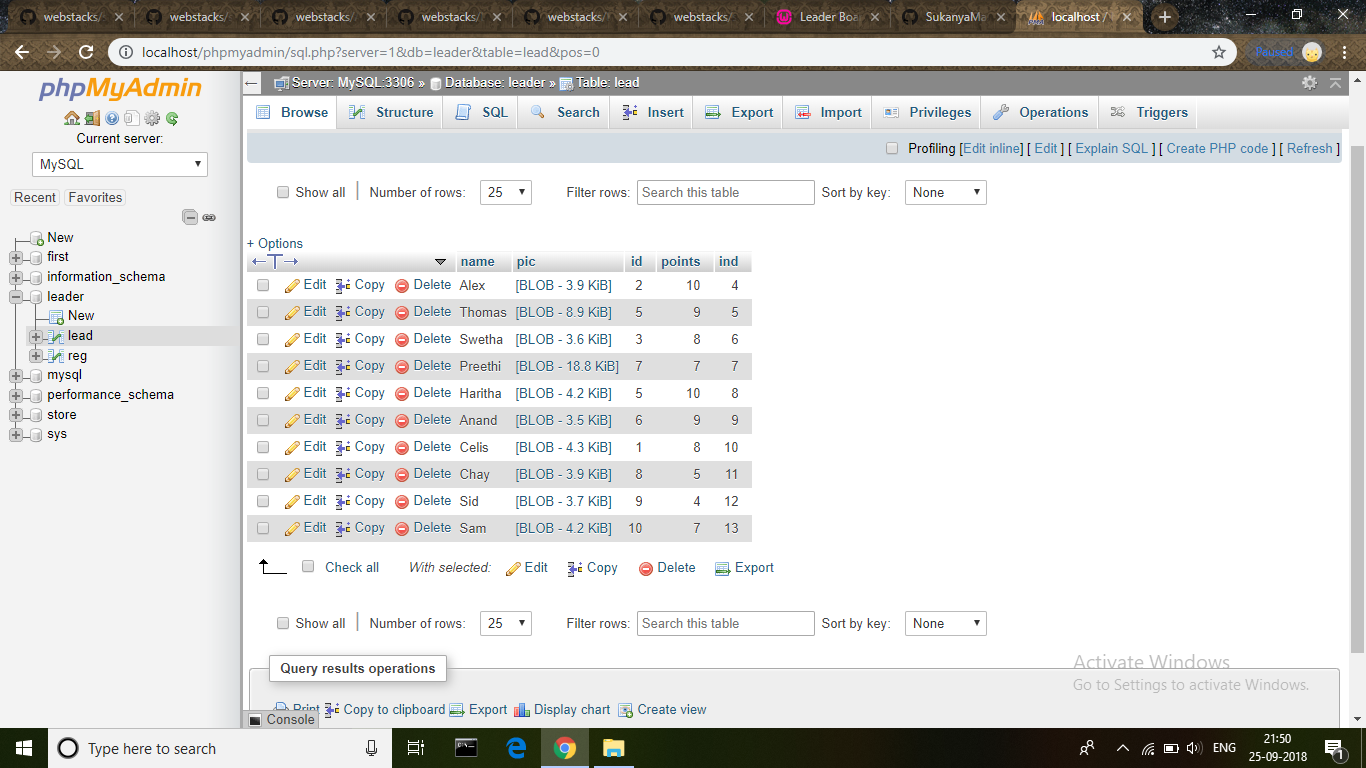 webstacks/ webstacks/ webstacks/ webstacks/ webstacks/ webstacks/ Leader Boa SukanyaMa localhost /
localhost/phpmyadmin/sql.php?server=1&db=leader&table=lead&pos=0 Paused
phpMyAdmin
Current server:
MySQL
Recent Favorites
New
first
information_schema
leader
New
lead
reg
mysql
performance_schema
store
sys
Server: MySQL:3306 » Database: leader » Table: lead
Browse Structure SQL Search Insert Export Import Privileges Operations Triggers
Profiling [Edit inline] [ Edit ] [ Explain SQL ] [ Create PHP code ] [ Refresh ]
Show all | Number of rows: 25 Filter rows: Search this table Sort by key: None
+ Options
←T→ name pic id points ind
Edit Copy Delete Alex [BLOB - 3.9 KiB] 2 10 4
Edit Copy Delete Thomas [BLOB - 8.9 KiB] 5 9 5
Edit Copy Delete Swetha [BLOB - 3.6 KiB] 3 8 6
Edit Copy Delete Preethi [BLOB - 18.8 KiB] 7 7 7
Edit Copy Delete Haritha [BLOB - 4.2 KiB] 5 10 8
Edit Copy Delete Anand [BLOB - 3.5 KiB] 6 9 9
Edit Copy Delete Celis [BLOB - 4.3 KiB] 1 8 10
Edit Copy Delete Chay [BLOB - 3.9 KiB] 8 5 11
Edit Copy Delete Sid [BLOB - 3.7 KiB] 9 4 12
Edit Copy Delete Sam [BLOB - 4.2 KiB] 10 7 13
Check all With selected: Edit Copy Delete Export
Show all | Number of rows: 25 Filter rows: Search this table Sort by key: None
Query results operations
Print Copy to clipboard Export Display chart Create view
Console
Activate Windows
Go to Settings to activate Windows.
Type here to search
ENG
21:50
25-09-2018
1